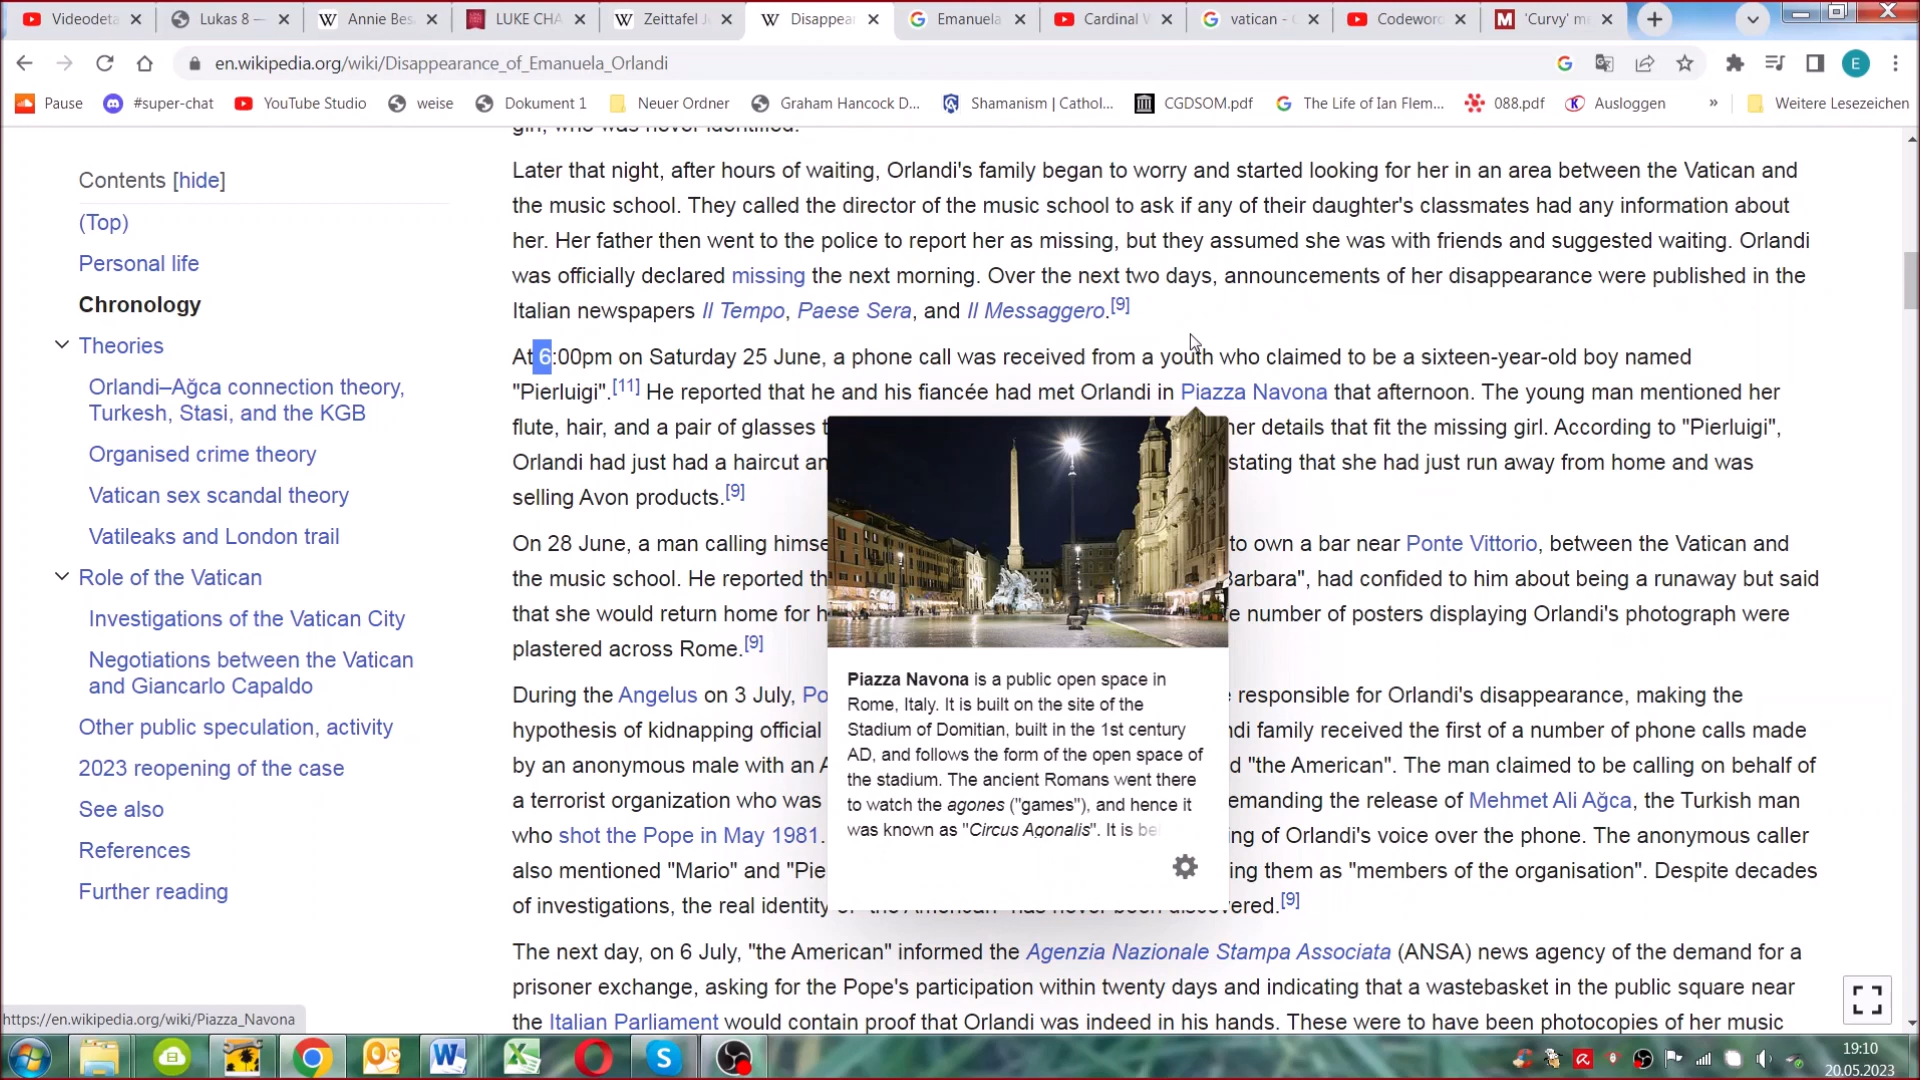 Videodeta
Lukas 8 —
Annie Bes
LUKE CHA
Zeittafel J
Disappear
Emanuela
Cardinal V
vatican - G
Codeword
'Curvy' m
en.wikipedia.org/wiki/Disappearance_of_Emanuela_Orlandi
E
Pause
#super-chat
YouTube Studio
weise
Dokument 1
Neuer Ordner
Graham Hancock D...
Shamanism | Cathol...
CGDSOM.pdf
The Life of Ian Flem...
088.pdf
Ausloggen
»
Weitere Lesezeichen
Contents [hide]
(Top)
Personal life
Chronology
Theories
Orlandi–Ağca connection theory,
Turkesh, Stasi, and the KGB
Organised crime theory
Vatican sex scandal theory
Vatileaks and London trail
Role of the Vatican
Investigations of the Vatican City
Negotiations between the Vatican
and Giancarlo Capaldo
Other public speculation, activity
2023 reopening of the case
See also
References
Further reading
girl, who was never identified.
Later that night, after hours of waiting, Orlandi's family began to worry and started looking for her in an area between the Vatican and
the music school. They called the director of the music school to ask if any of their daughter's classmates had any information about
her. Her father then went to the police to report her as missing, but they assumed she was with friends and suggested waiting. Orlandi
was officially declared missing the next morning. Over the next two days, announcements of her disappearance were published in the
Italian newspapers Il Tempo, Paese Sera, and Il Messaggero.[9]
At 6:00pm on Saturday 25 June, a phone call was received from a youth who claimed to be a sixteen-year-old boy named
"Pierluigi".[11] He reported that he and his fiancée had met Orlandi in Piazza Navona that afternoon. The young man mentioned her
flute, hair, and a pair of glasses t her details that fit the missing girl. According to "Pierluigi",
Orlandi had just had a haircut an stating that she had just run away from home and was
selling Avon products.[9]
On 28 June, a man calling himse to own a bar near Ponte Vittorio, between the Vatican and
the music school. He reported th Barbara", had confided to him about being a runaway but said
that she would return home for h e number of posters displaying Orlandi's photograph were
plastered across Rome.[9]
During the Angelus on 3 July, Po e responsible for Orlandi's disappearance, making the
hypothesis of kidnapping official ndi family received the first of a number of phone calls made
by an anonymous male with an A d "the American". The man claimed to be calling on behalf of
a terrorist organization who was emanding the release of Mehmet Ali Ağca, the Turkish man
who shot the Pope in May 1981. ng of Orlandi's voice over the phone. The anonymous caller
also mentioned "Mario" and "Pie ing them as "members of the organisation". Despite decades
of investigations, the real identity of "the American" has never been discovered.[9]
The next day, on 6 July, "the American" informed the Agenzia Nazionale Stampa Associata (ANSA) news agency of the demand for a
prisoner exchange, asking for the Pope's participation within twenty days and indicating that a wastebasket in the public square near
the Italian Parliament would contain proof that Orlandi was indeed in his hands. These were to have been photocopies of her music
Piazza Navona is a public open space in
Rome, Italy. It is built on the site of the
Stadium of Domitian, built in the 1st century
AD, and follows the form of the open space of
the stadium. The ancient Romans went there
to watch the agones ("games"), and hence it
was known as "Circus Agonalis". It is be
https://en.wikipedia.org/wiki/Piazza_Navona
19:10
20.05.2023